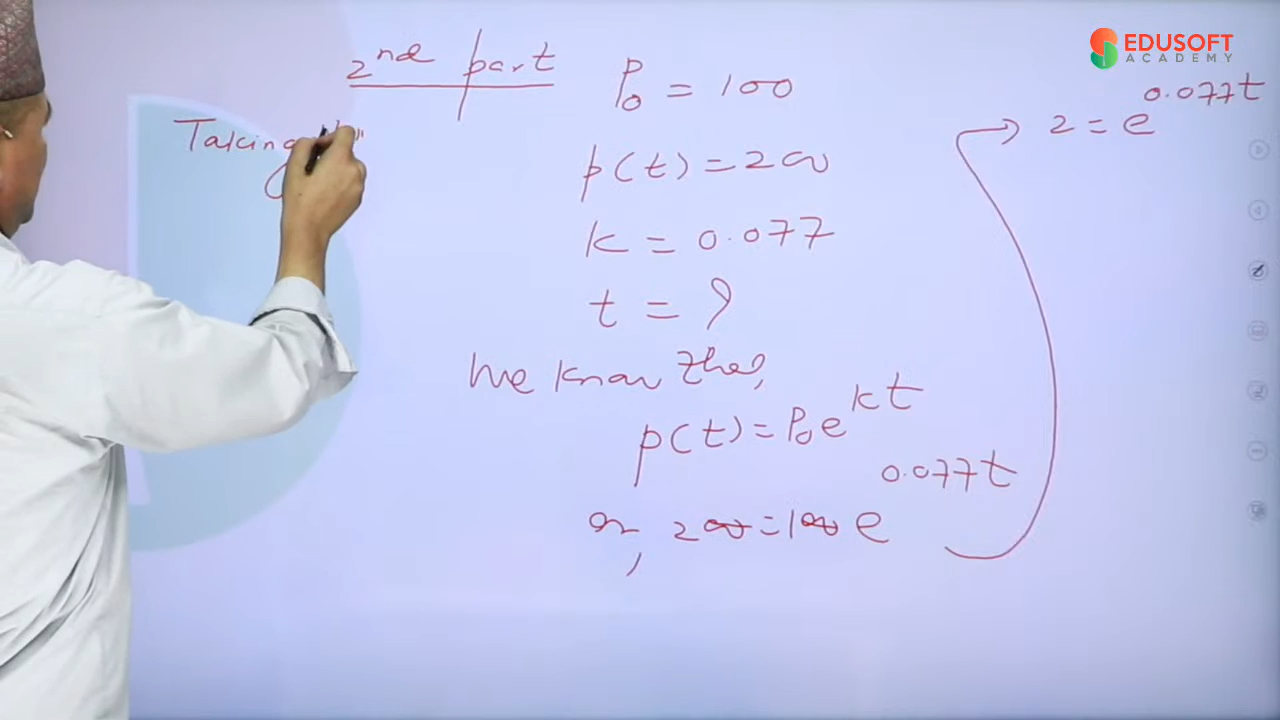 EDUSOFT
ACADEMY
2nd part
Taking
P₀ = 100
p(t) = 200
k = 0.077
t = ?
We know that,
p(t) = P₀e^kt
or, 200 = 100 e^0.077t
→ 2 = e^0.077t